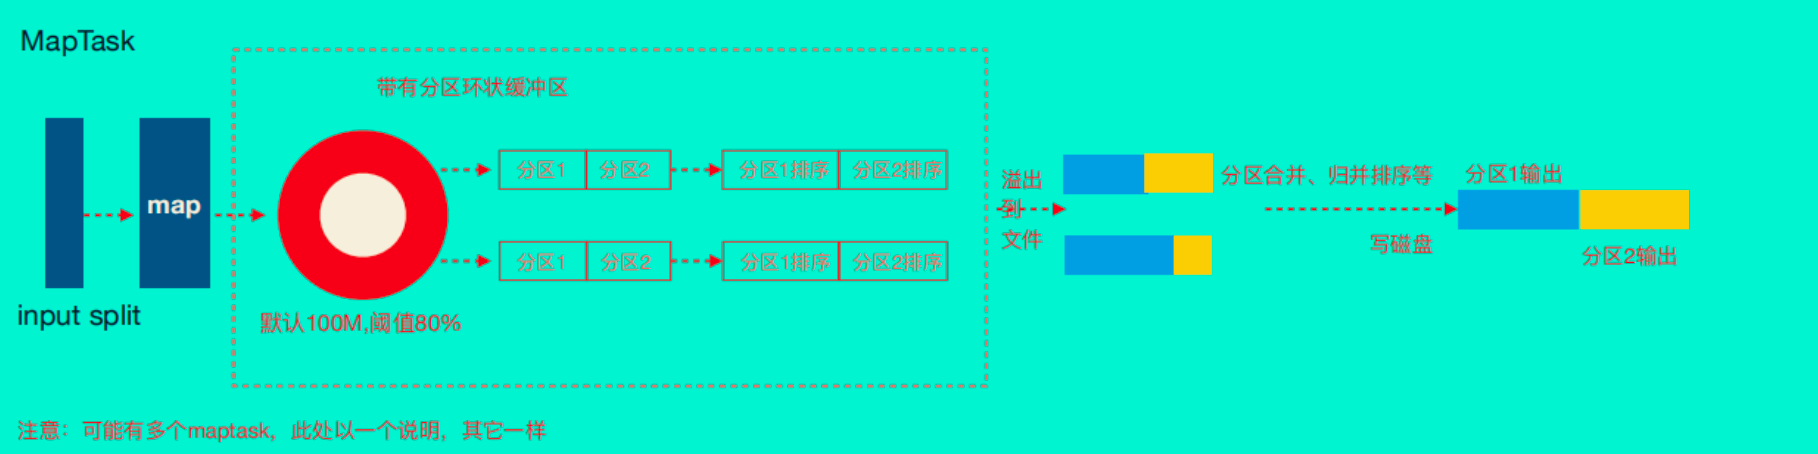 MapTask
带有分区环状缓冲区
map
input split
默认100M,阈值80%
分区1 分区2
分区1排序 分区2排序
分区1 分区2
分区1排序 分区2排序
溢出
到
文件
分区合并、归并排序等
写磁盘
分区1输出
分区2输出
注意：可能有多个maptask，此处以一个说明，其它一样